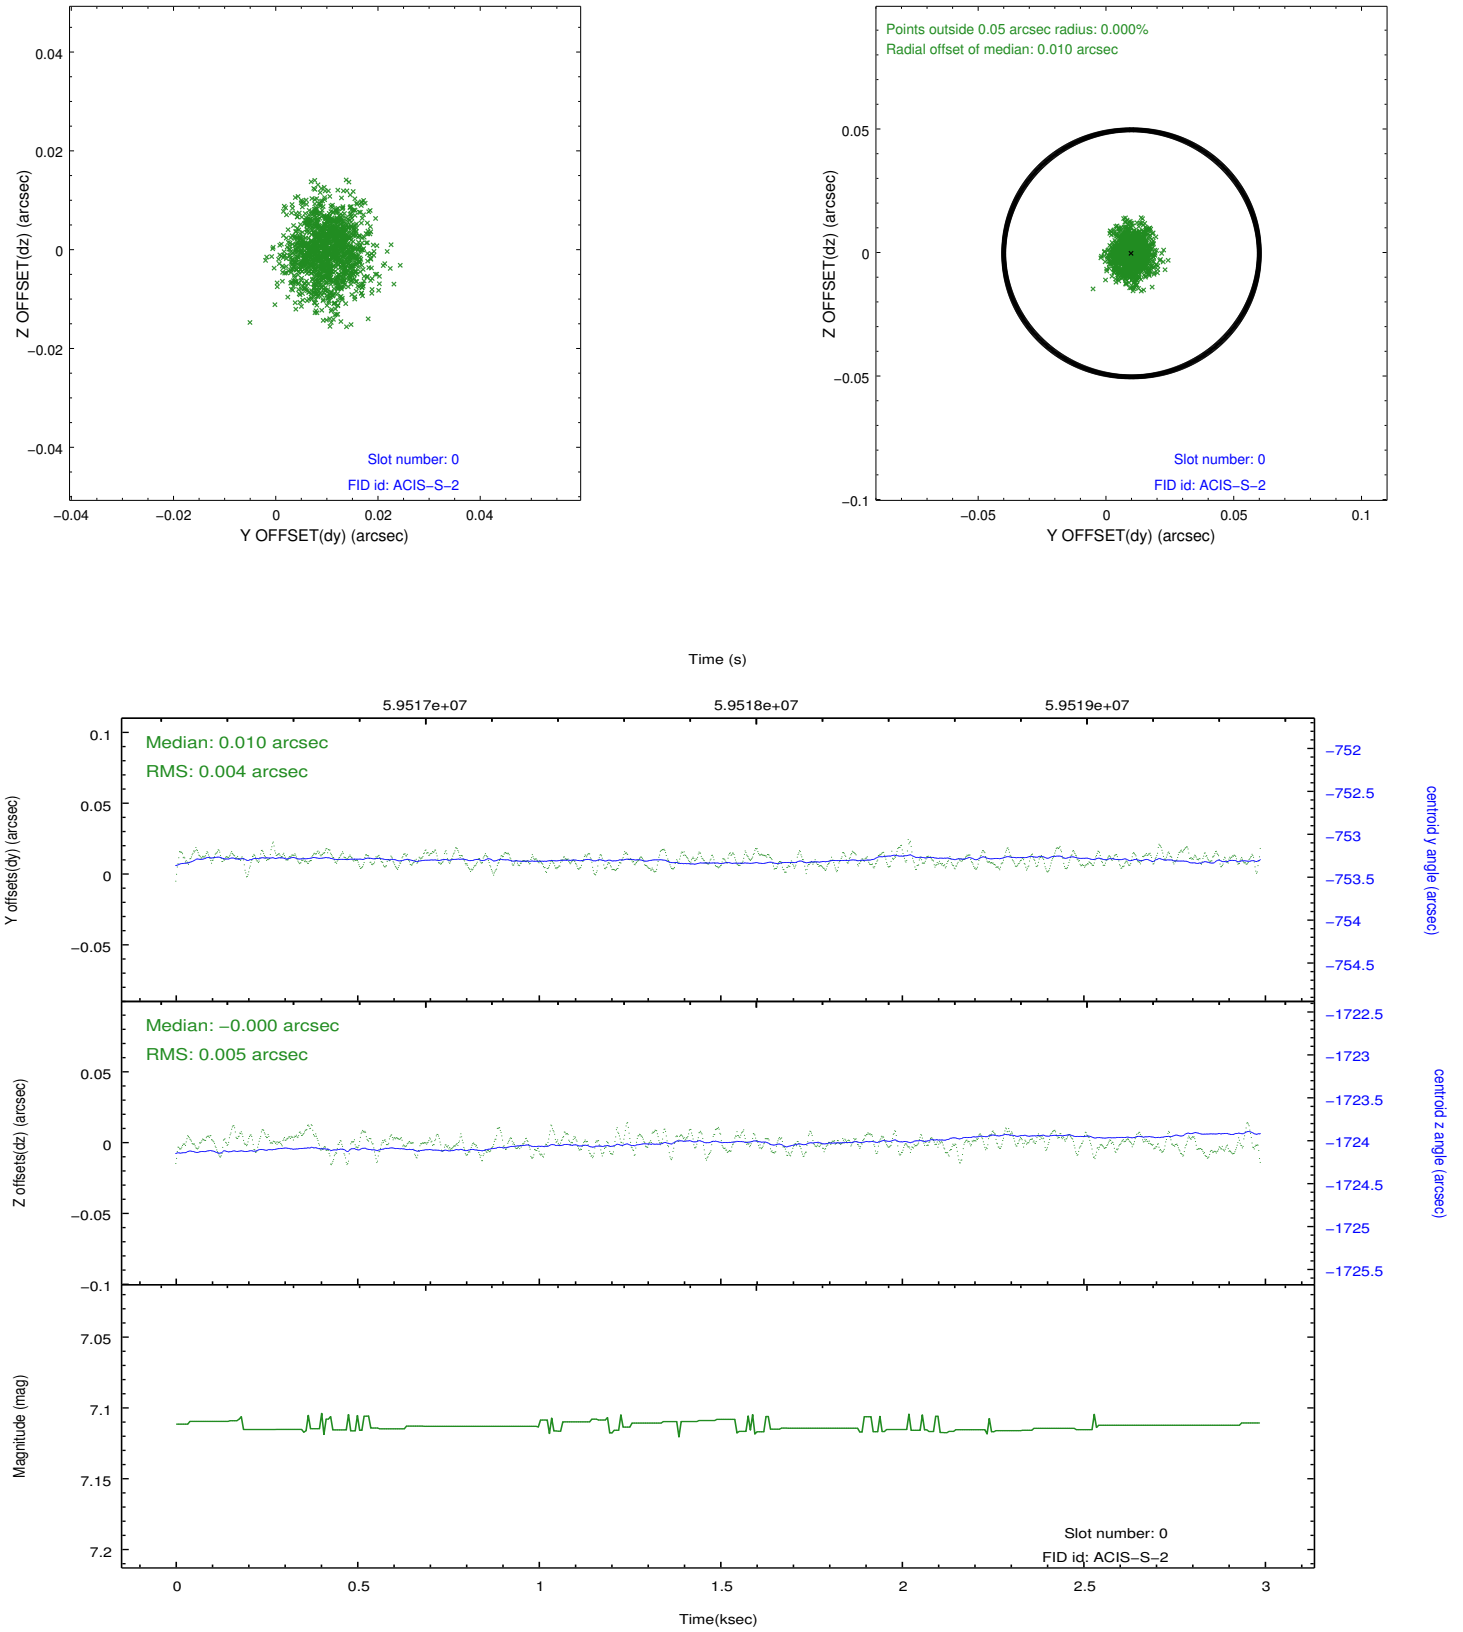 0.04
0.02
0
−0.02
−0.04
Z OFFSET(dz) (arcsec)
Slot number: 0
FID id: ACIS−S−2
−0.04
−0.02
0
0.02
0.04
Y OFFSET(dy) (arcsec)
Points outside 0.05 arcsec radius: 0.000%
Radial offset of median: 0.010 arcsec
0.05
0
−0.05
−0.1
Z OFFSET(dz) (arcsec)
Slot number: 0
FID id: ACIS−S−2
−0.05
0
0.05
0.1
Y OFFSET(dy) (arcsec)
Time (s)
5.9517e+07
5.9518e+07
5.9519e+07
Median: 0.010 arcsec
RMS: 0.004 arcsec
0.1
0.05
0
−0.05
Y offsets(dy) (arcsec)
−752
−752.5
−753
−753.5
−754
−754.5
centroid y angle (arcsec)
Median: −0.000 arcsec
RMS: 0.005 arcsec
0.05
0
−0.05
−0.1
Z offsets(dz) (arcsec)
−1722.5
−1723
−1723.5
−1724
−1724.5
−1725
−1725.5
centroid z angle (arcsec)
7.05
7.1
7.15
7.2
Magnitude (mag)
Slot number: 0
FID id: ACIS−S−2
0
0.5
1
1.5
2
2.5
3
Time(ksec)